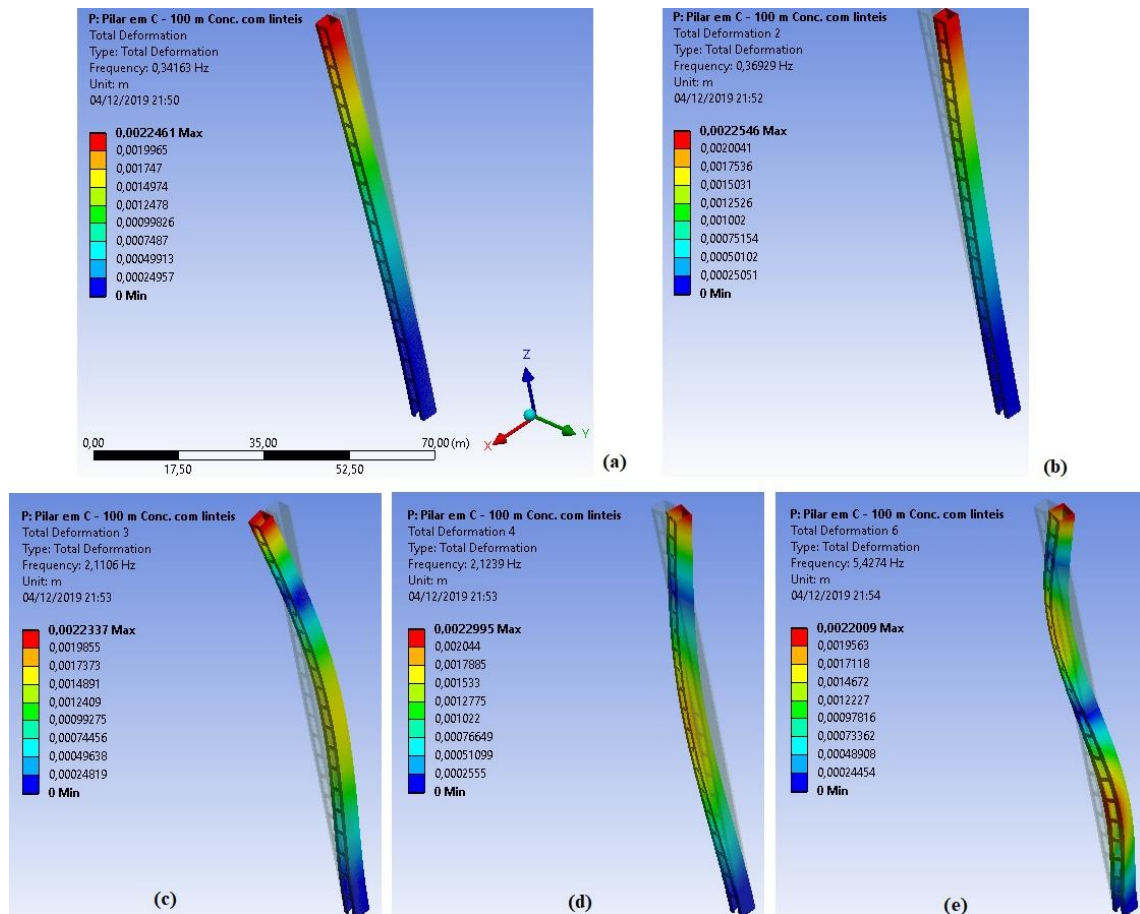 P: Pilar em C - 100 m Conc. com linteis
Total Deformation
Type: Total Deformation
Frequency: 0,34163 Hz
Unit: m
04/12/2019 21:50
0,0022461 Max
0,0019965
0,001747
0,0014974
0,0012478
0,00099826
0,0007487
0,00049913
0,00024957
0 Min
Z
X
Y
0,00
35,00
70,00 (m)
17,50
52,50
(a)
P: Pilar em C - 100 m Conc. com linteis
Total Deformation 2
Type: Total Deformation
Frequency: 0,36929 Hz
Unit: m
04/12/2019 21:52
0,0022546 Max
0,0020041
0,0017536
0,0015031
0,0012526
0,001002
0,00075154
0,00050102
0,00025051
0 Min
(b)
P: Pilar em C - 100 m Conc. com linteis
Total Deformation 3
Type: Total Deformation
Frequency: 2,1106 Hz
Unit: m
04/12/2019 21:53
0,0022337 Max
0,0019855
0,0017373
0,0014891
0,0012409
0,00099275
0,00074456
0,00049638
0,00024819
0 Min
(c)
P: Pilar em C - 100 m Conc. com linteis
Total Deformation 4
Type: Total Deformation
Frequency: 2,1239 Hz
Unit: m
04/12/2019 21:53
0,0022995 Max
0,002044
0,0017885
0,001533
0,0012775
0,001022
0,00076649
0,00051099
0,0002555
0 Min
(d)
P: Pilar em C - 100 m Conc. com linteis
Total Deformation 6
Type: Total Deformation
Frequency: 5,4274 Hz
Unit: m
04/12/2019 21:54
0,0022009 Max
0,0019563
0,0017118
0,0014672
0,0012227
0,00097816
0,00073362
0,00048908
0,00024454
0 Min
(e)